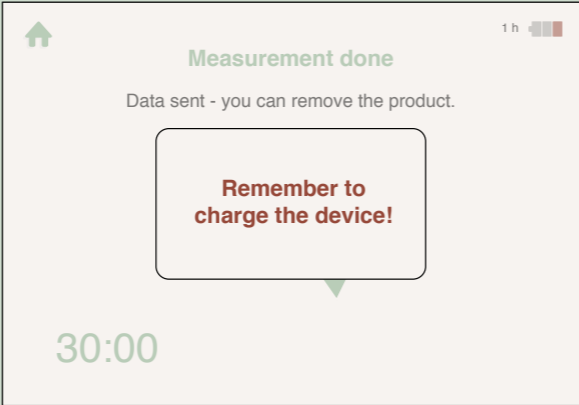 1 h
Measurement done
Data sent - you can remove the product.
Remember to
charge the device!
30:00